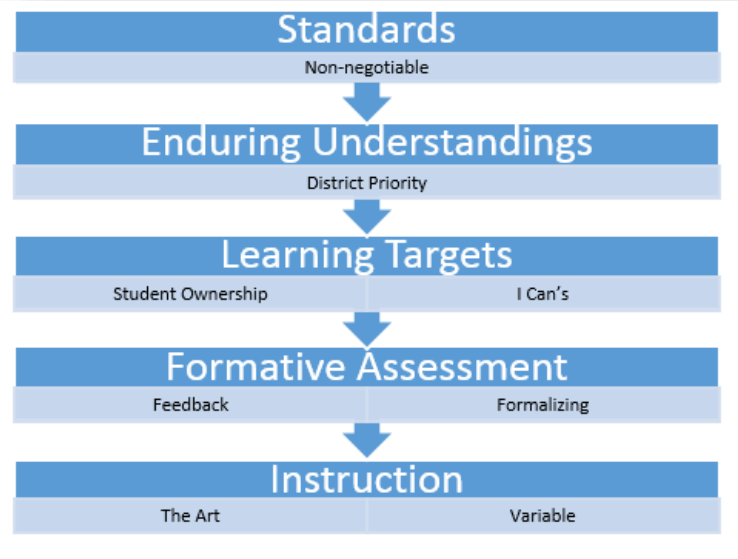 Standards
Non-negotiable
Enduring Understandings
District Priority
Learning Targets
Student Ownership I Can’s
Formative Assessment
Feedback Formalizing
Instruction
The Art Variable